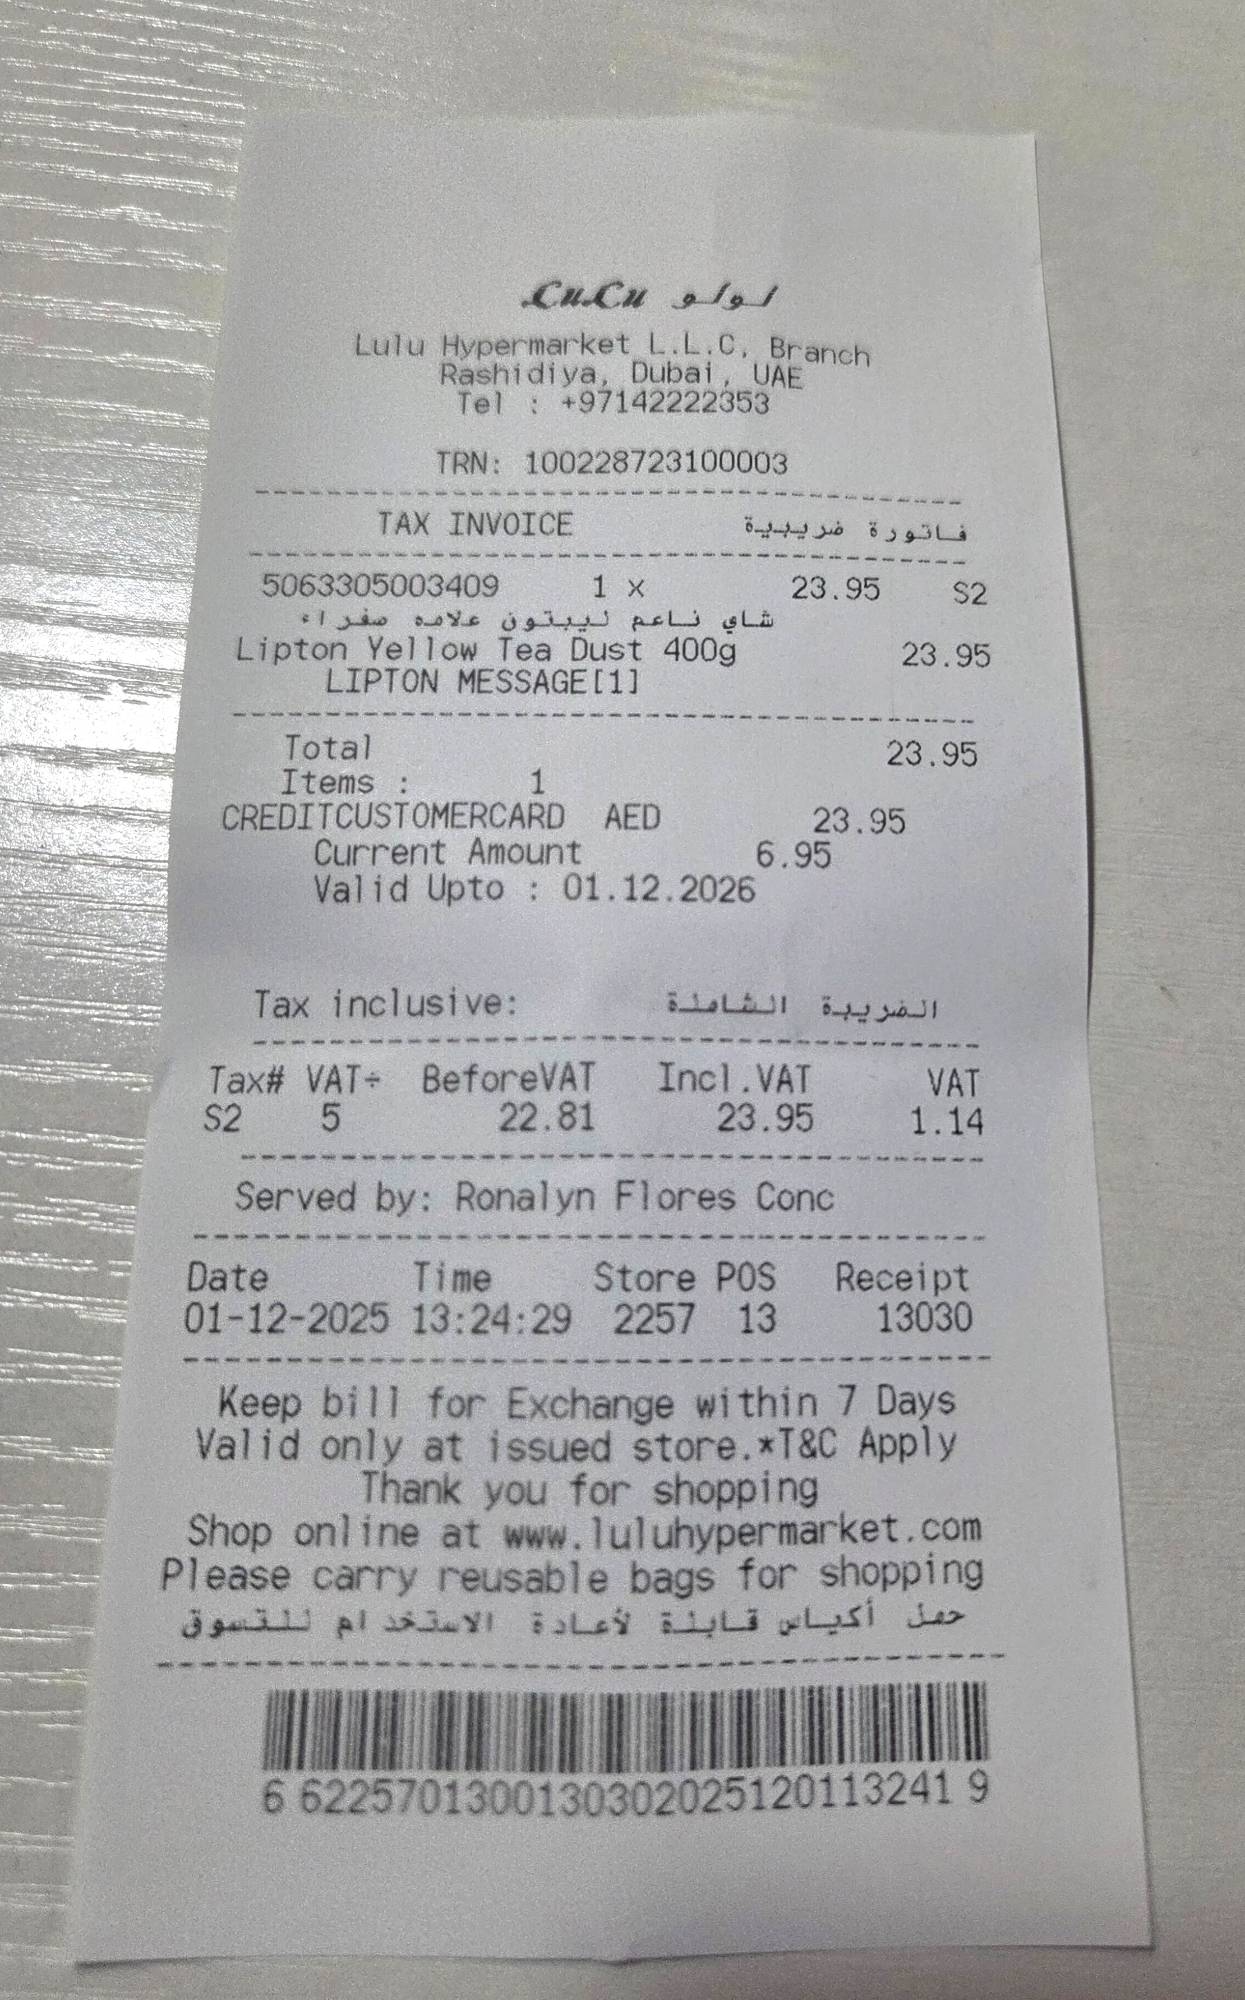 LuLu لولو
Lulu Hypermarket L.L.C, Branch
Rashidiya, Dubai, UAE
Tel : +97142222353
TRN: 100228723100003
TAX INVOICE فاتورة ضريبية
5063305003409 1 x 23.95 S2
شاي ناعم ليبتون علامه صفراء
Lipton Yellow Tea Dust 400g 23.95
LIPTON MESSAGE[1]
Total 23.95
Items : 1
CREDITCUSTOMERCARD AED 23.95
Current Amount 6.95
Valid Upto : 01.12.2026
Tax inclusive: الضريبة الشاملة
Tax# VAT÷ BeforeVAT Incl.VAT VAT
S2 5 22.81 23.95 1.14
Served by: Ronalyn Flores Conc
Date Time Store POS Receipt
01-12-2025 13:24:29 2257 13 13030
Keep bill for Exchange within 7 Days
Valid only at issued store.*T&C Apply
Thank you for shopping
Shop online at www.luluhypermarket.com
Please carry reusable bags for shopping
حمل أكياس قابلة لأعادة الاستخدام للتسوق
6 622570130013030202512011324​1 9